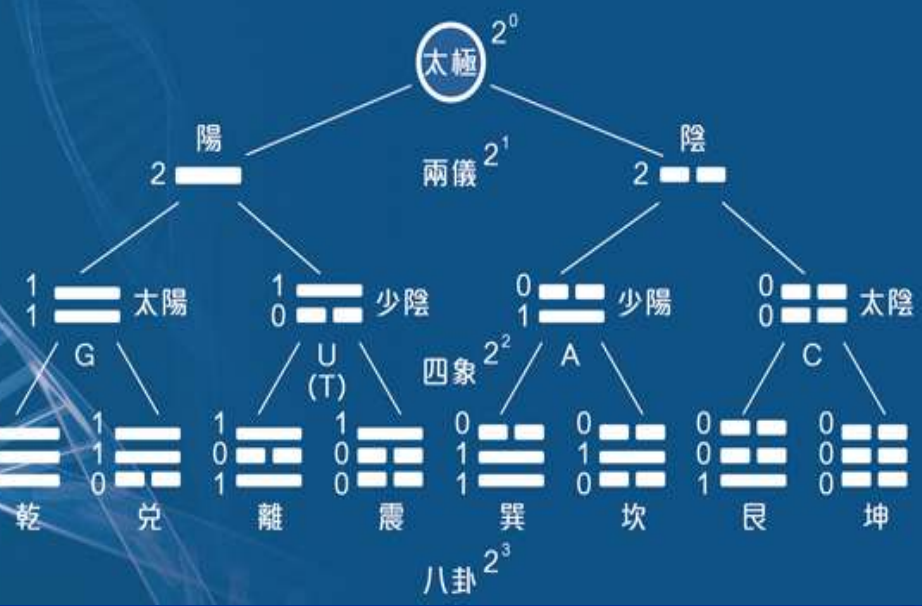 太極 2⁰
陽 陰
兩儀 2¹
2 2
1 1 0 0
太陽 少陰 少陽 太陰
1 0 1 0
G U A C
(T)
四象 2²
1 1 1 0 0 0 0
1 0 0 1 1 0 0
0 1 0 1 0 1 0
乾 兌 離 震 巽 坎 艮 坤
八卦 2³